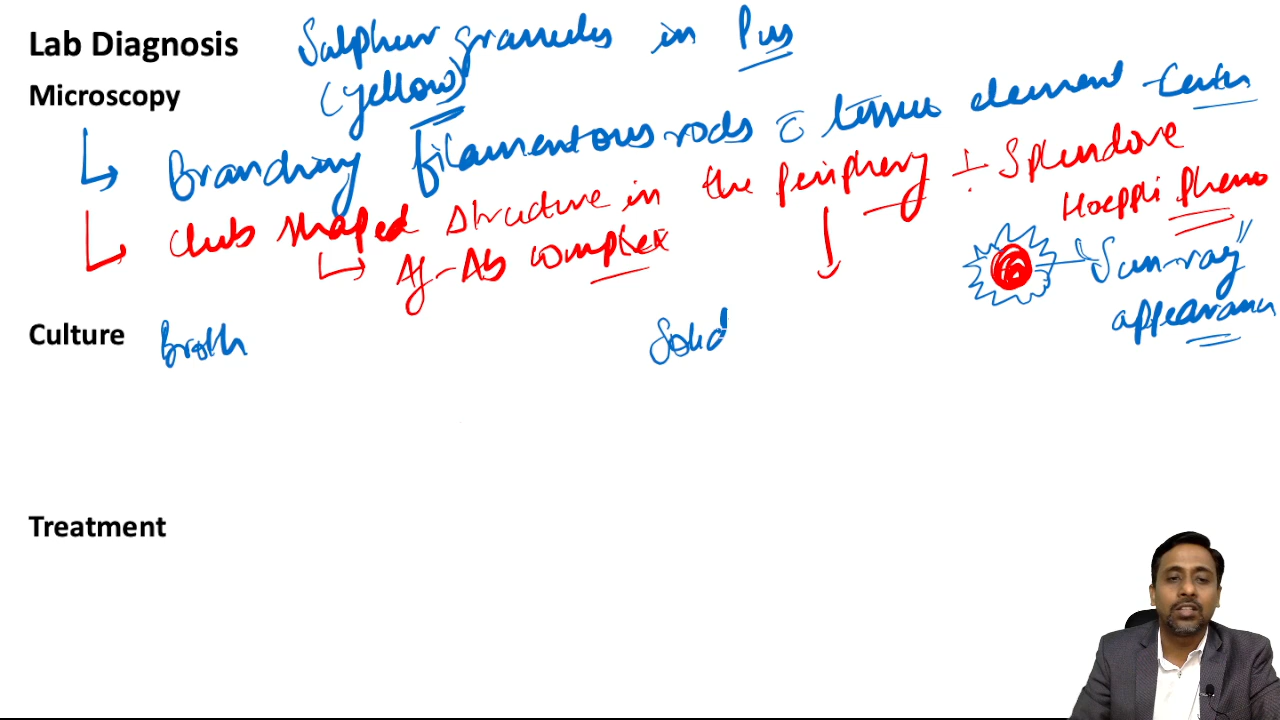 Lab Diagnosis Sulphur granules in Pus
(yellow)
Microscopy
Branching filamentous rods c̄ tissue element - Center
Club shaped structure in the periphery ± Splendore
Hoeppli Pheno
Ag-Ab complex
"Sun-ray"
appearance
Culture Broth Solid
Treatment